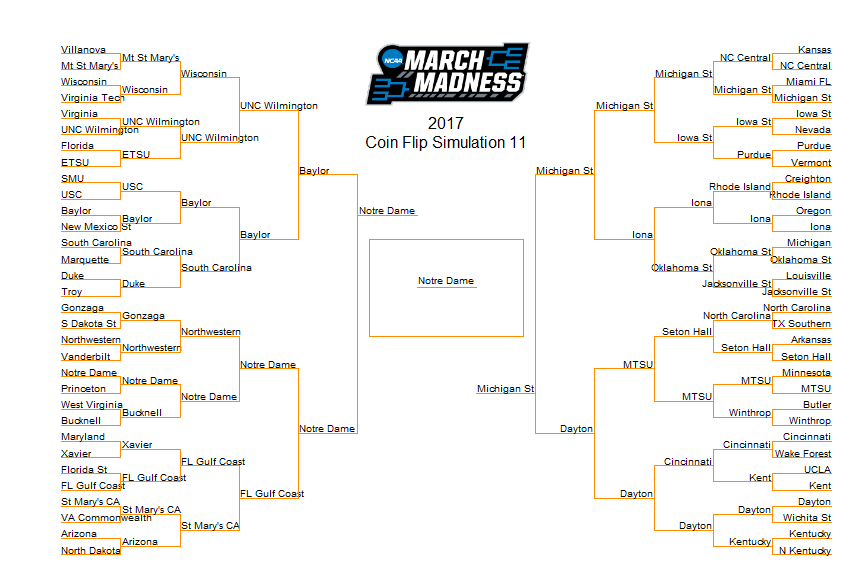 NCAA
MARCH
MADNESS
2017
Coin Flip Simulation 11
Villanova
Mt St Mary's
Wisconsin
Virginia Tech
Virginia
UNC Wilmington
Florida
ETSU
SMU
USC
Baylor
New Mexico St
South Carolina
Marquette
Duke
Troy
Gonzaga
S Dakota St
Northwestern
Vanderbilt
Notre Dame
Princeton
West Virginia
Bucknell
Maryland
Xavier
Florida St
FL Gulf Coast
St Mary's CA
VA Commonwealth
Arizona
North Dakota
Mt St Mary's
Wisconsin
UNC Wilmington
ETSU
USC
Baylor
South Carolina
Duke
Gonzaga
Northwestern
Notre Dame
Bucknell
Xavier
FL Gulf Coast
St Mary's CA
Arizona
Wisconsin
UNC Wilmington
Baylor
South Carolina
Northwestern
Notre Dame
FL Gulf Coast
St Mary's CA
UNC Wilmington
Baylor
Notre Dame
FL Gulf Coast
Baylor
Notre Dame
Notre Dame
Notre Dame
Michigan St
Michigan St
Dayton
Michigan St
Iona
MTSU
Dayton
Michigan St
Iowa St
Iona
Oklahoma St
Seton Hall
MTSU
Cincinnati
Dayton
NC Central
Michigan St
Iowa St
Purdue
Rhode Island
Iona
Oklahoma St
Jacksonville St
North Carolina
Seton Hall
MTSU
Winthrop
Cincinnati
Kent
Dayton
Kentucky
Kansas
NC Central
Miami FL
Michigan St
Iowa St
Nevada
Purdue
Vermont
Creighton
Rhode Island
Oregon
Iona
Michigan
Oklahoma St
Louisville
Jacksonville St
North Carolina
TX Southern
Arkansas
Seton Hall
Minnesota
MTSU
Butler
Winthrop
Cincinnati
Wake Forest
UCLA
Kent
Dayton
Wichita St
Kentucky
N Kentucky